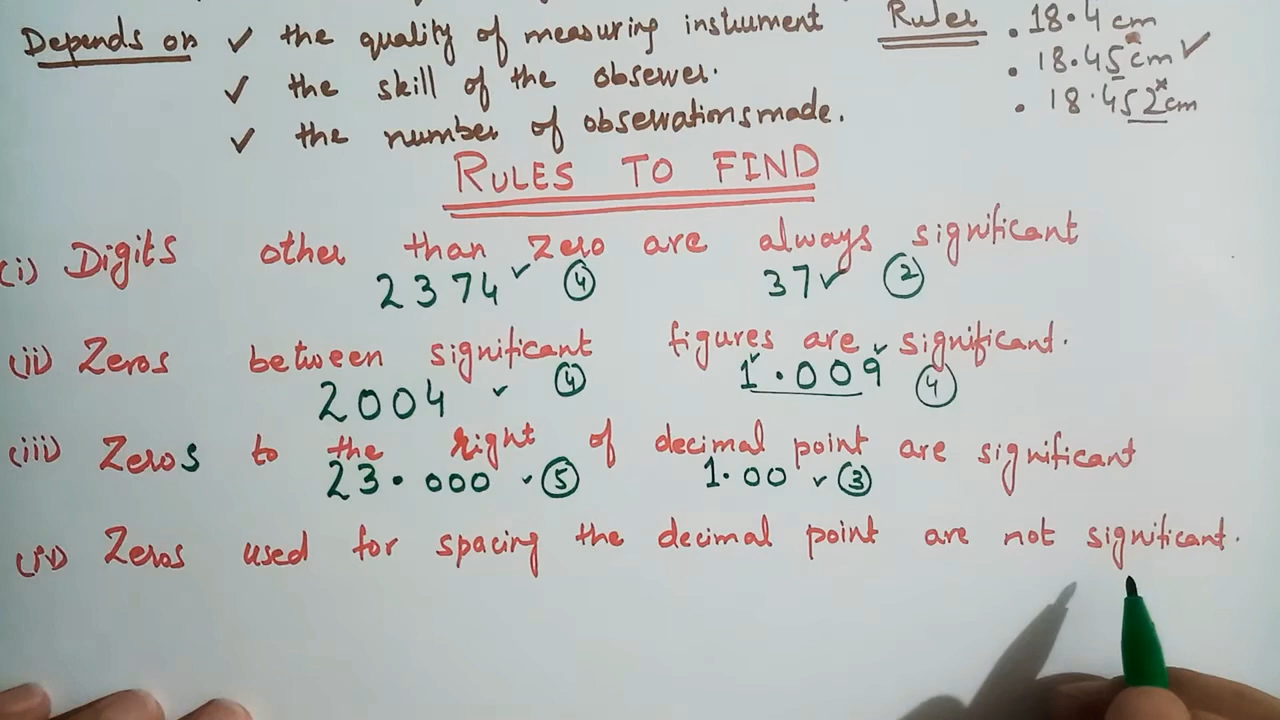 Depends on ✓ the quality of measuring instrument
✓ the skill of the observer.
✓ the number of observations made.
Rules . 18.4 cm
. 18.45 cm ✓
. 18.452 cm
RULES TO FIND
(i) Digits other than zero are always significant
2374 ✓ ④ 37 ✓ ②
(ii) Zeros between significant figures are significant.
2004 ✓ ④ 1.009 ④
(iii) Zeros to the right of decimal point are significant
23.000 ✓ ⑤ 1.00 ✓ ③
(iv) Zeros used for spacing the decimal point are not significant.